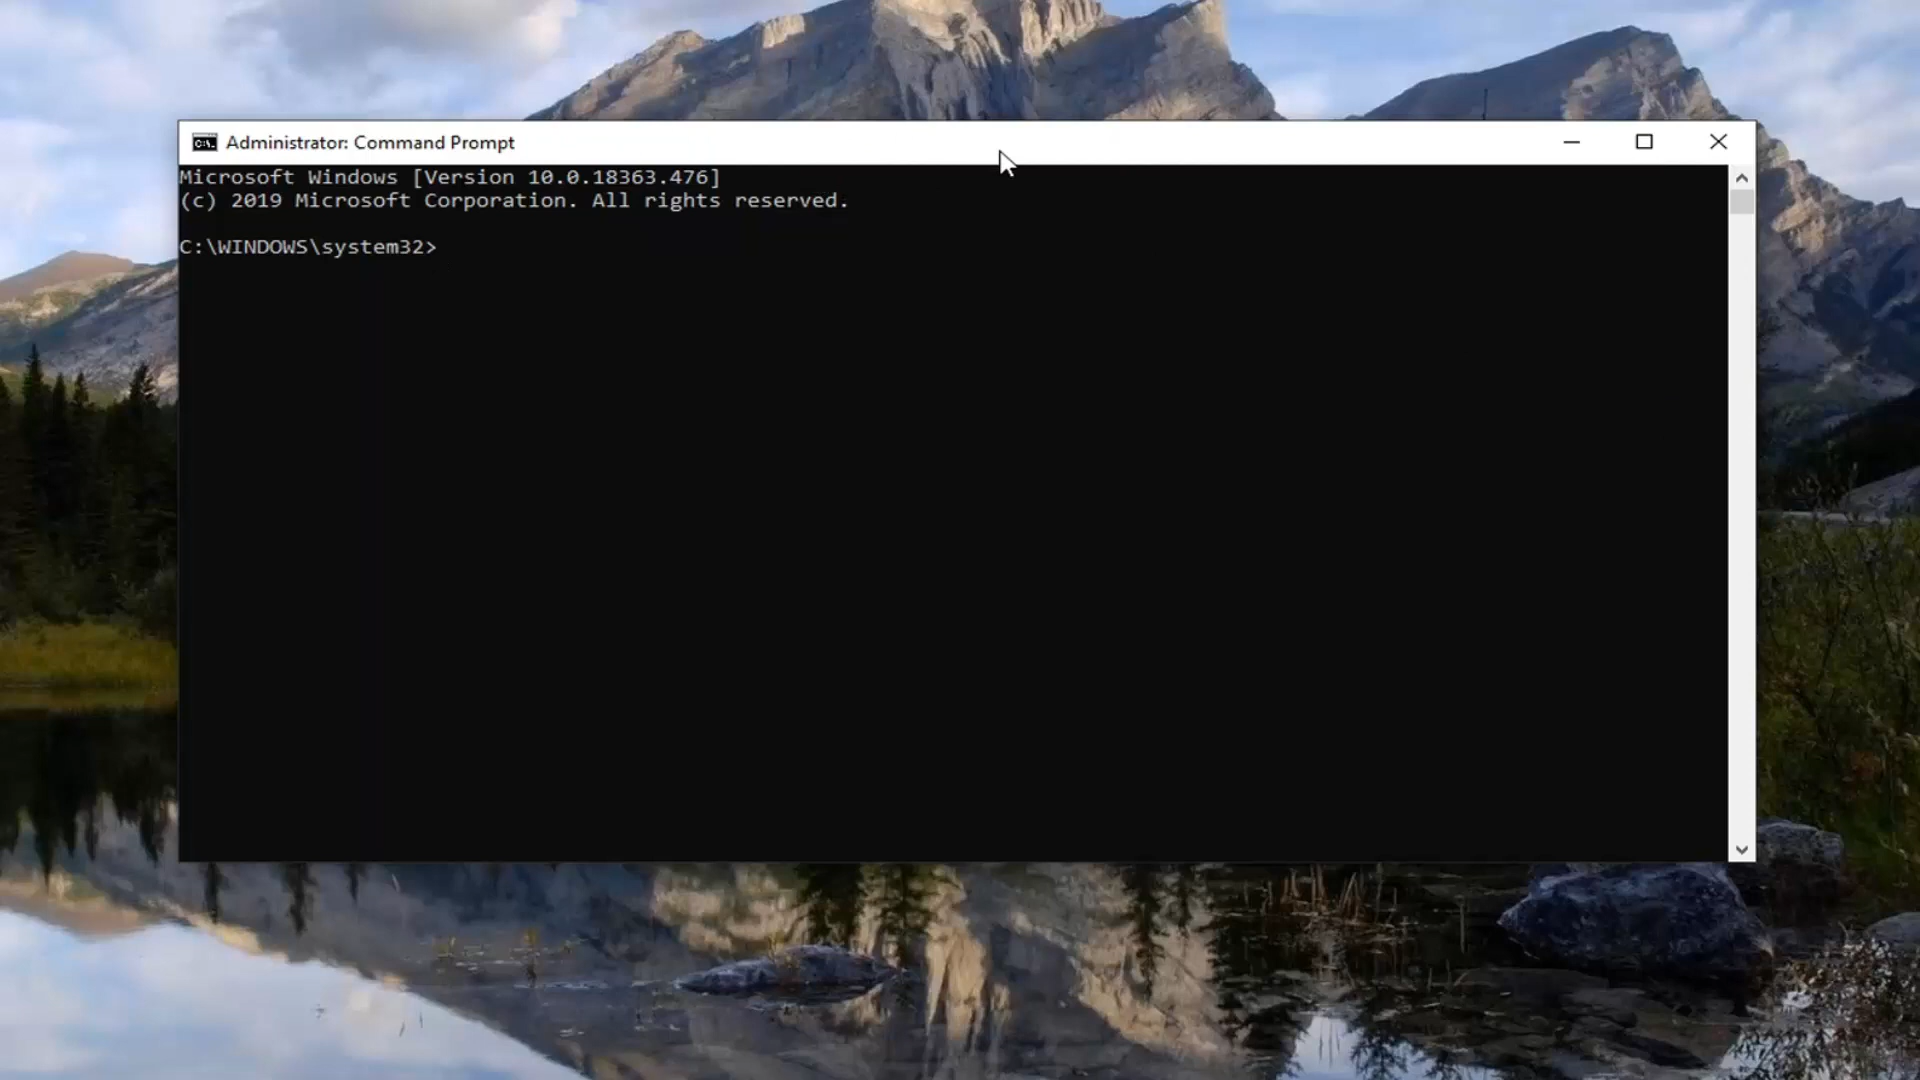 Administrator: Command Prompt
Microsoft Windows [Version 10.0.18363.476]
(c) 2019 Microsoft Corporation. All rights reserved.
C:\WINDOWS\system32>